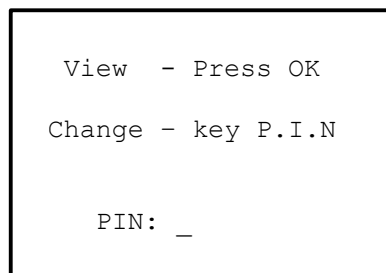 View - Press OK
Change – key P.I.N
PIN: _